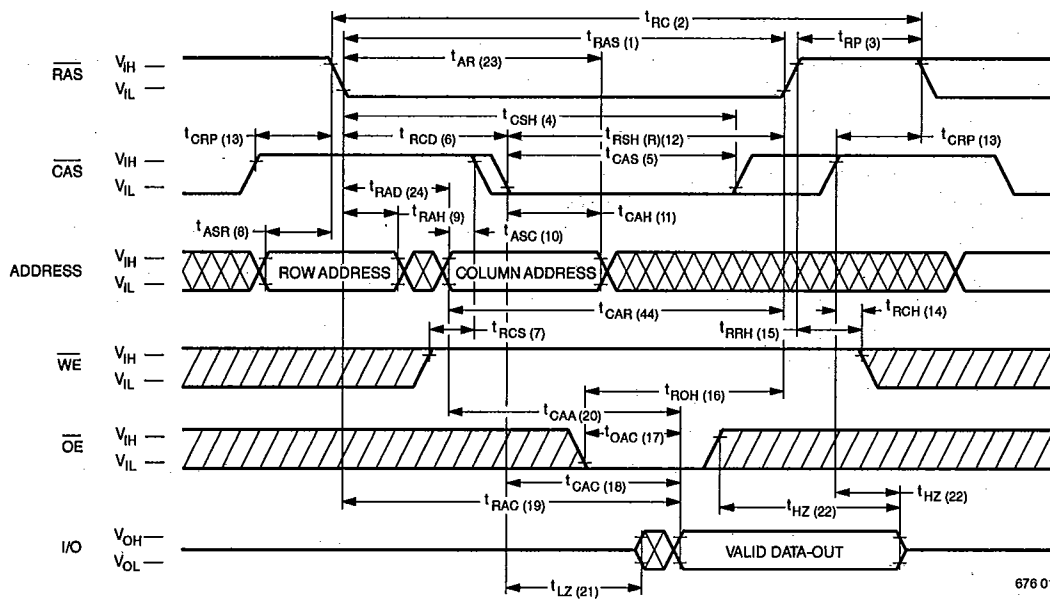 tRC (2)
tRAS (1)
tRP (3)
tAR (23)
RAS
VIH
VIL
tCSH (4)
tCRP (13)
tRCD (6)
tRSH (R)(12)
tCRP (13)
tCAS (5)
CAS
VIH
VIL
tRAD (24)
tRAH (9)
tCAH (11)
tASR (8)
tASC (10)
ADDRESS
VIH
VIL
ROW ADDRESS
COLUMN ADDRESS
tCAR (44)
tRCH (14)
tRCS (7)
tRRH (15)
WE
VIH
VIL
tROH (16)
tCAA (20)
tOAC (17)
OE
VIH
VIL
tCAC (18)
tRAC (19)
tHZ (22)
tHZ (22)
I/O
VOH
VOL
VALID DATA-OUT
tLZ (21)
676 01